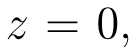 z = 0,